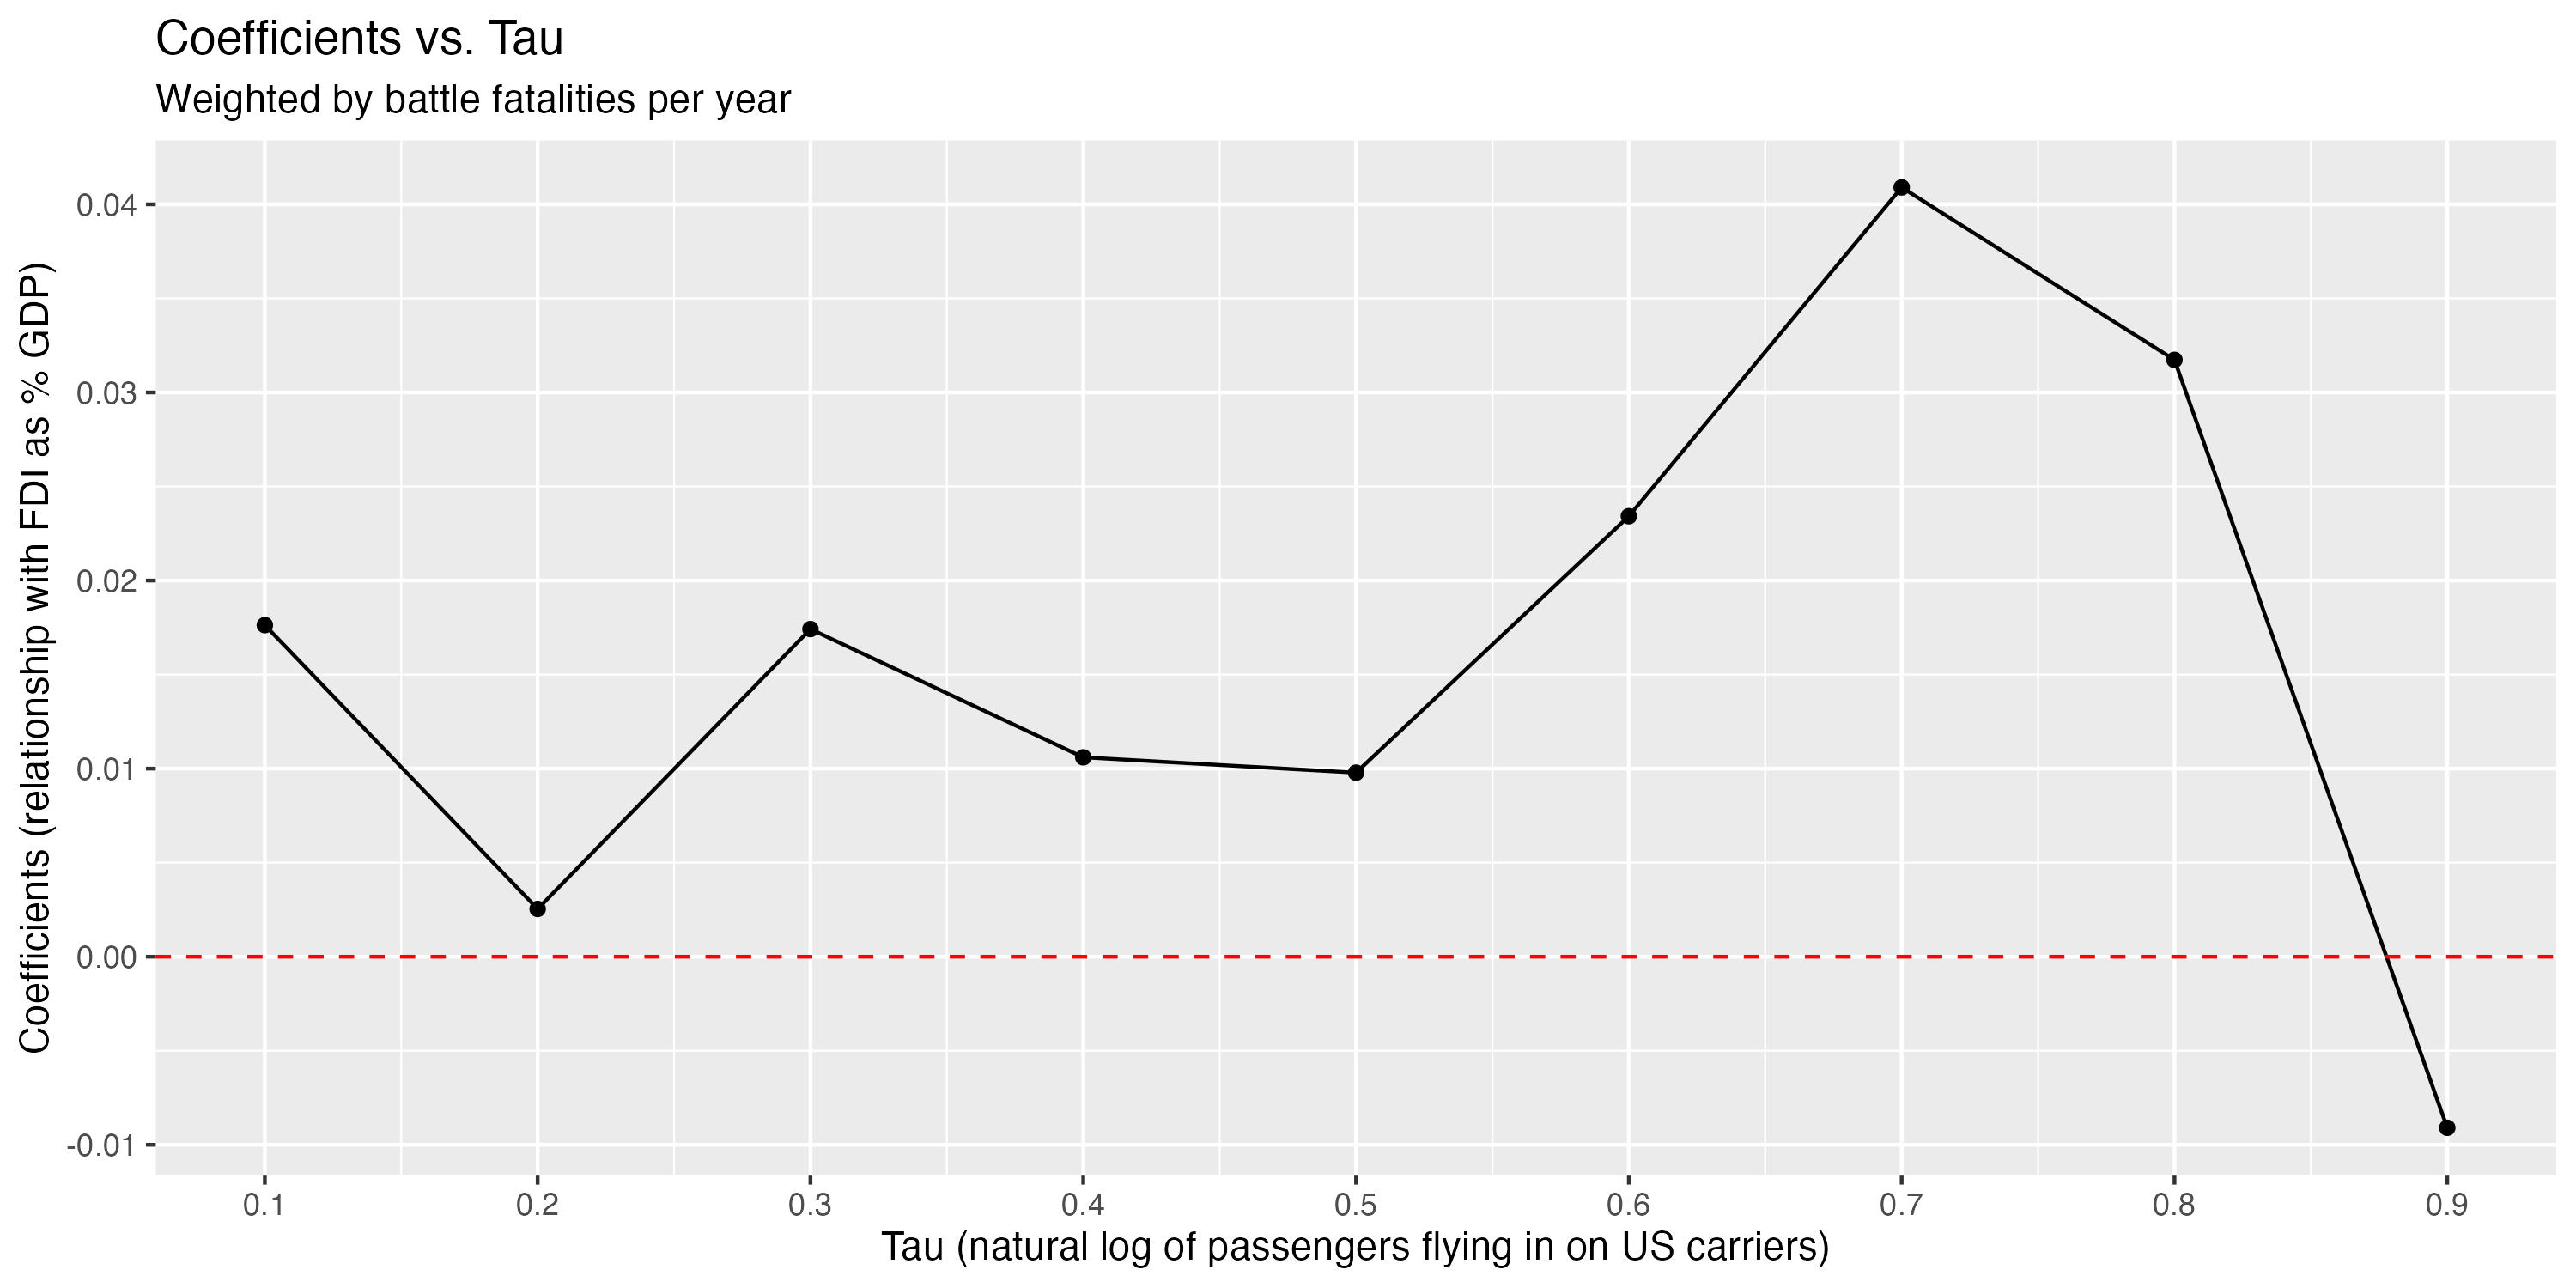 Coefficients vs. Tau
Weighted by battle fatalities per year
Coefficients (relationship with FDI as % GDP)
0.04
0.03
0.02
0.01
0.00
-0.01
0.1 0.2 0.3 0.4 0.5 0.6 0.7 0.8 0.9
Tau (natural log of passengers flying in on US carriers)